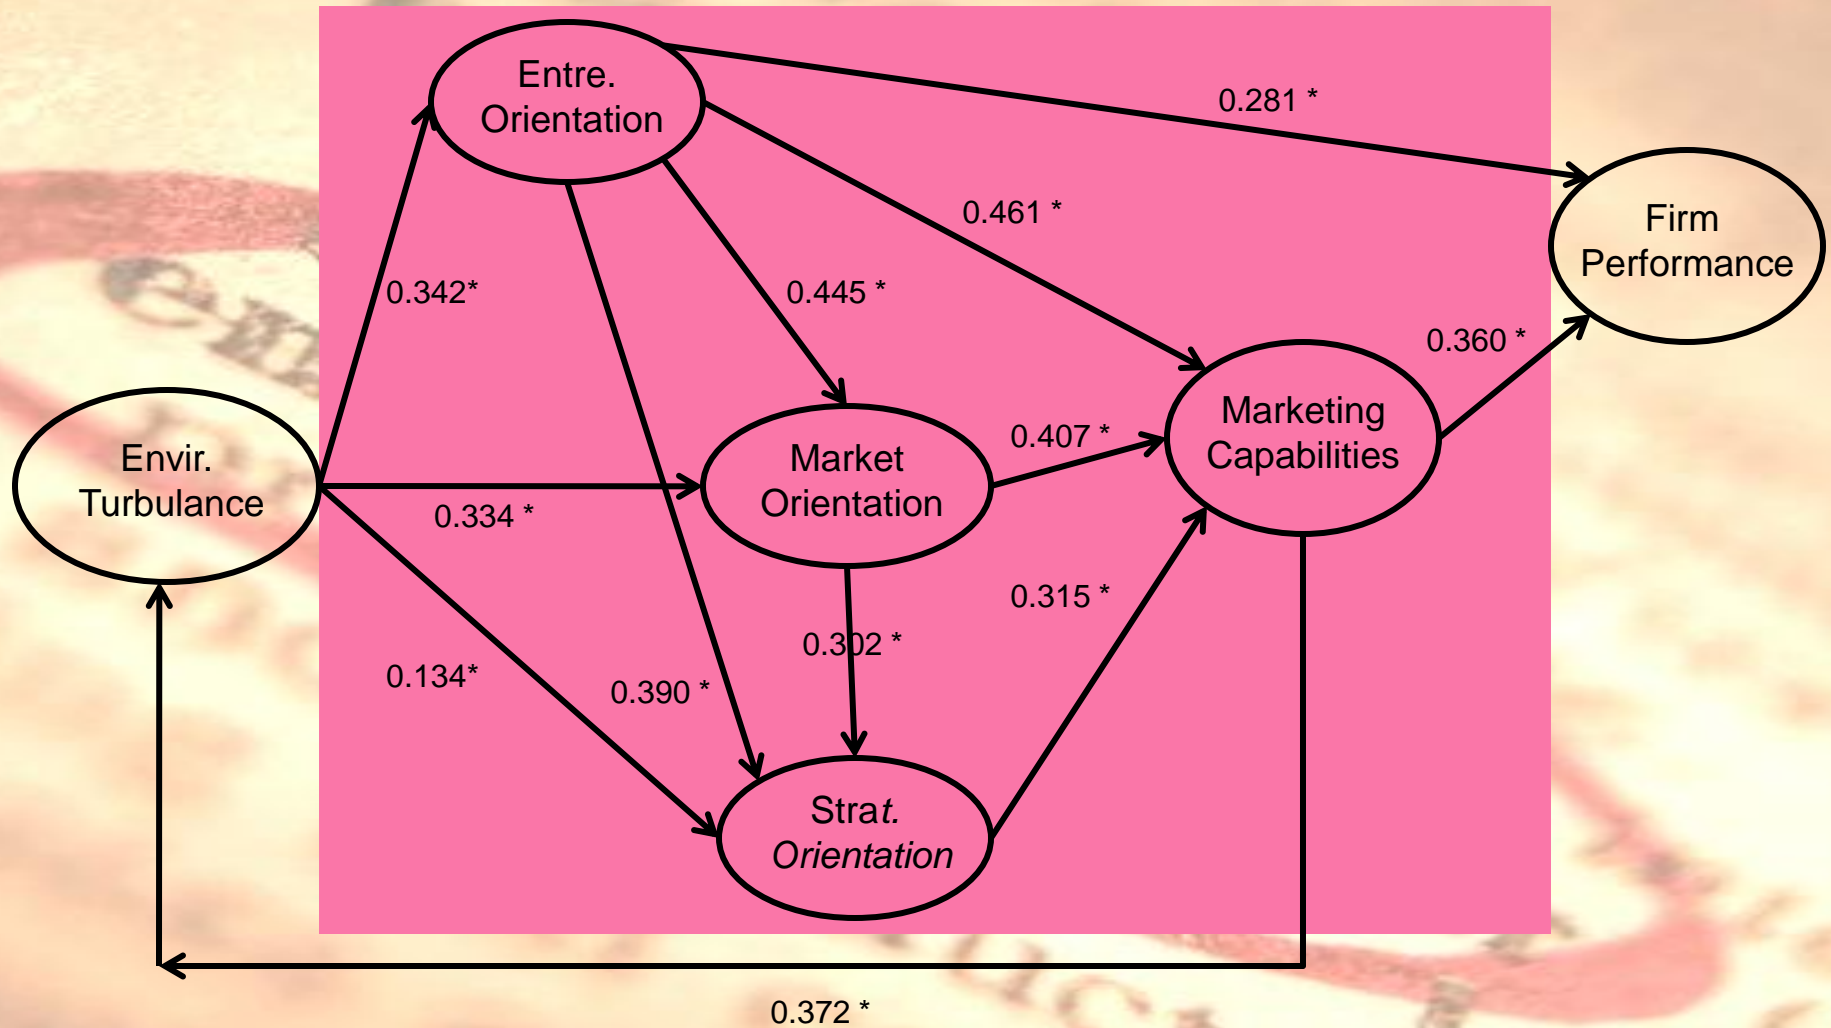 Entre.
Orientation
0.281 *
Firm
Performance
0.461 *
0.342*
0.445 *
0.360 *
Marketing
Capabilities
Envir.
Turbulance
Market
Orientation
0.407 *
0.334 *
0.315 *
0.302 *
0.134*
0.390 *
Strat.
Orientation
0.372 *